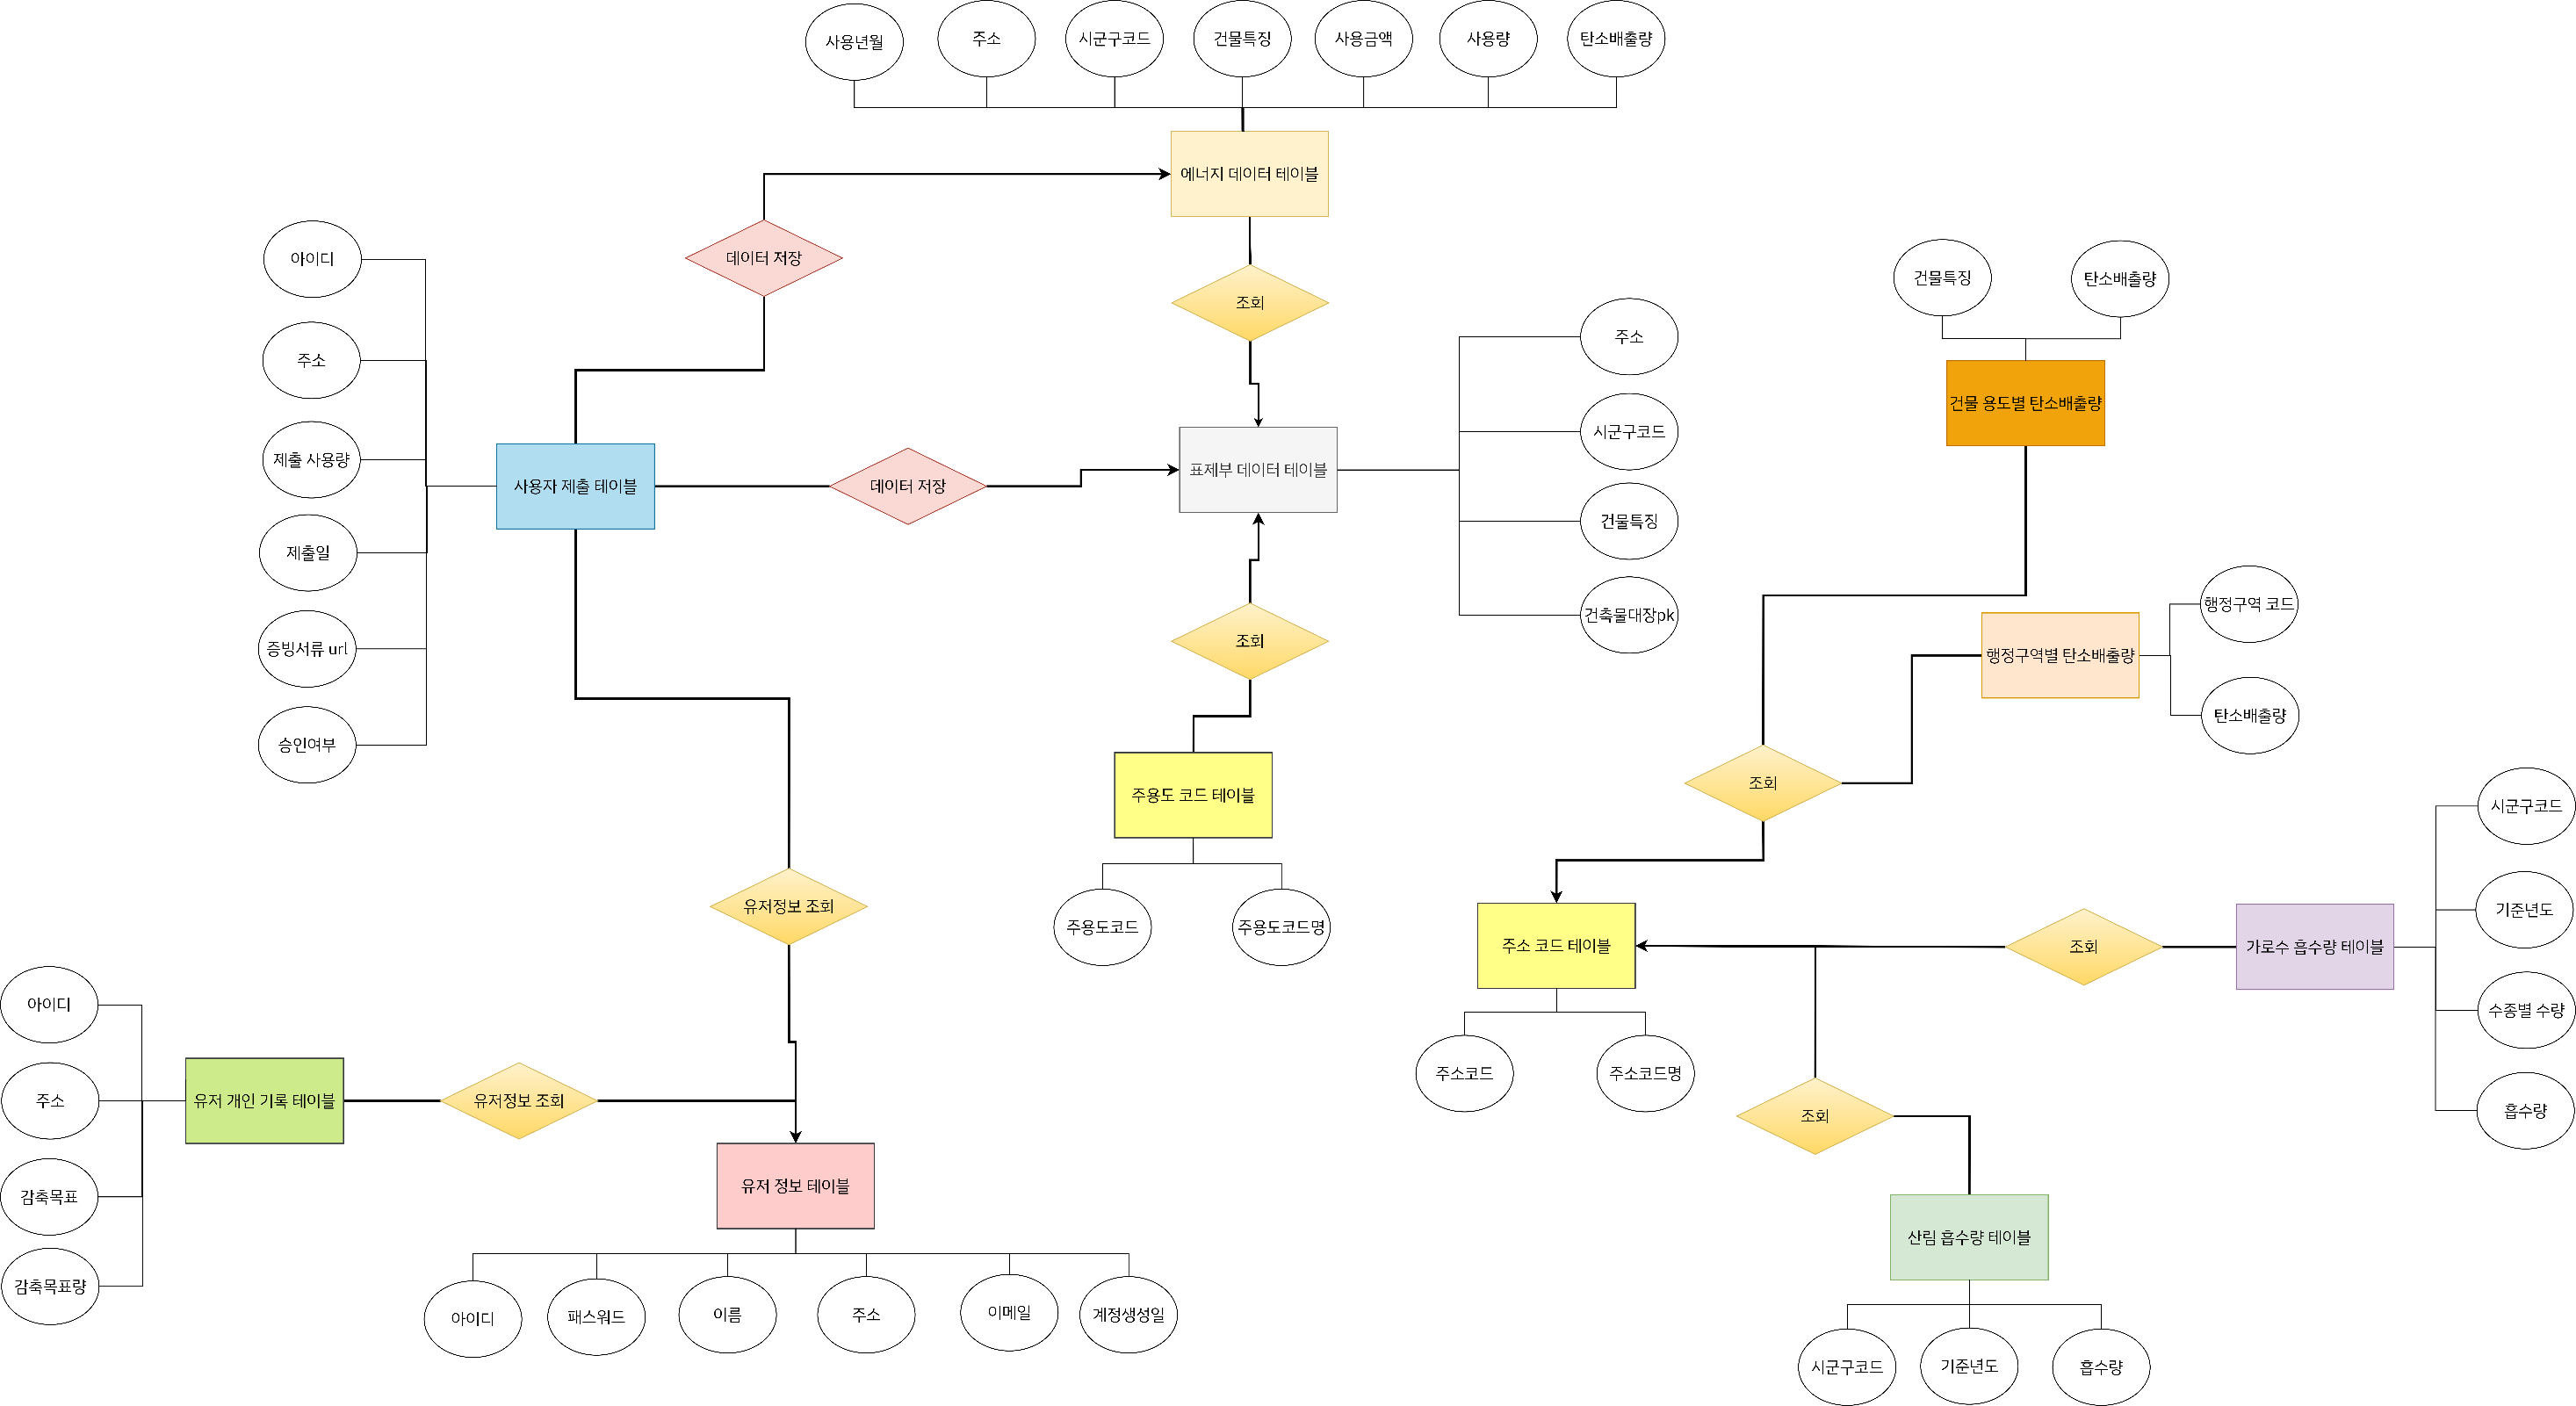 사용년월
주소
시군구코드
건물특징
사용금액
사용량
탄소배출량
에너지 데이터 테이블
데이터 저장
아이디
주소
제출 사용량
제출일
증빙서류 url
승인여부
사용자 제출 테이블
데이터 저장
조회
표제부 데이터 테이블
주소
시군구코드
건물특징
건축물대장pk
조회
주용도 코드 테이블
주용도코드
주용도코드명
건물특징
탄소배출량
건물 용도별 탄소배출량
행정구역별 탄소배출량
행정구역 코드
탄소배출량
조회
주소 코드 테이블
주소코드
주소코드명
조회
가로수 흡수량 테이블
시군구코드
기준년도
수종별 수량
흡수량
조회
산림 흡수량 테이블
시군구코드
기준년도
흡수량
유저정보 조회
아이디
주소
감축목표
감축목표량
유저 개인 기록 테이블
유저정보 조회
유저 정보 테이블
아이디
패스워드
이름
주소
이메일
계정생성일